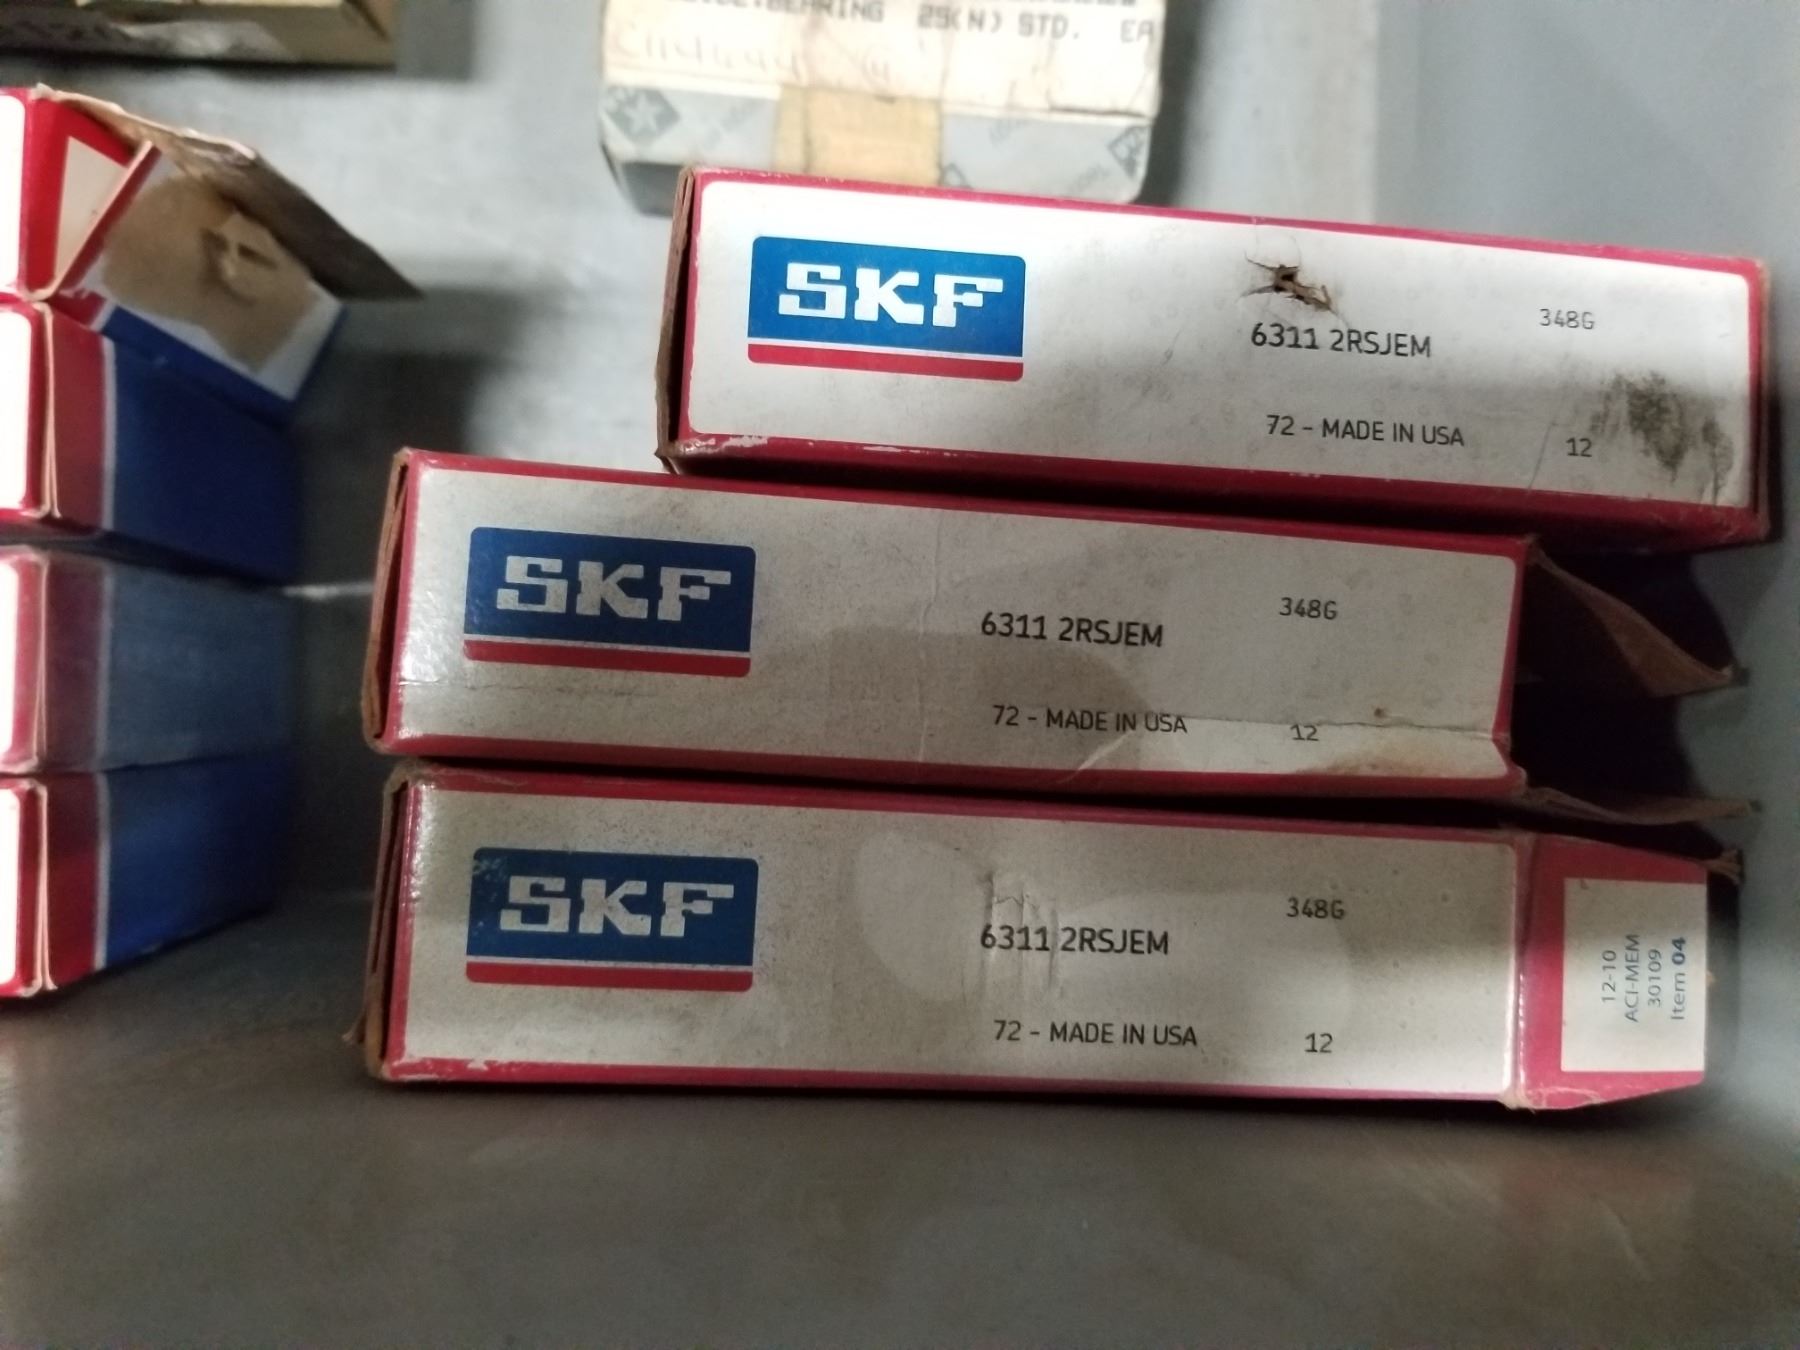 BEARING 25(N) STD. EA
SKF
348G
6311 2RSJEM
72 - MADE IN USA
12
SKF
348G
6311 2RSJEM
72 - MADE IN USA
12
SKF
348G
6311 2RSJEM
72 - MADE IN USA
12
12-10
ACI-MEM
30109
Item 04